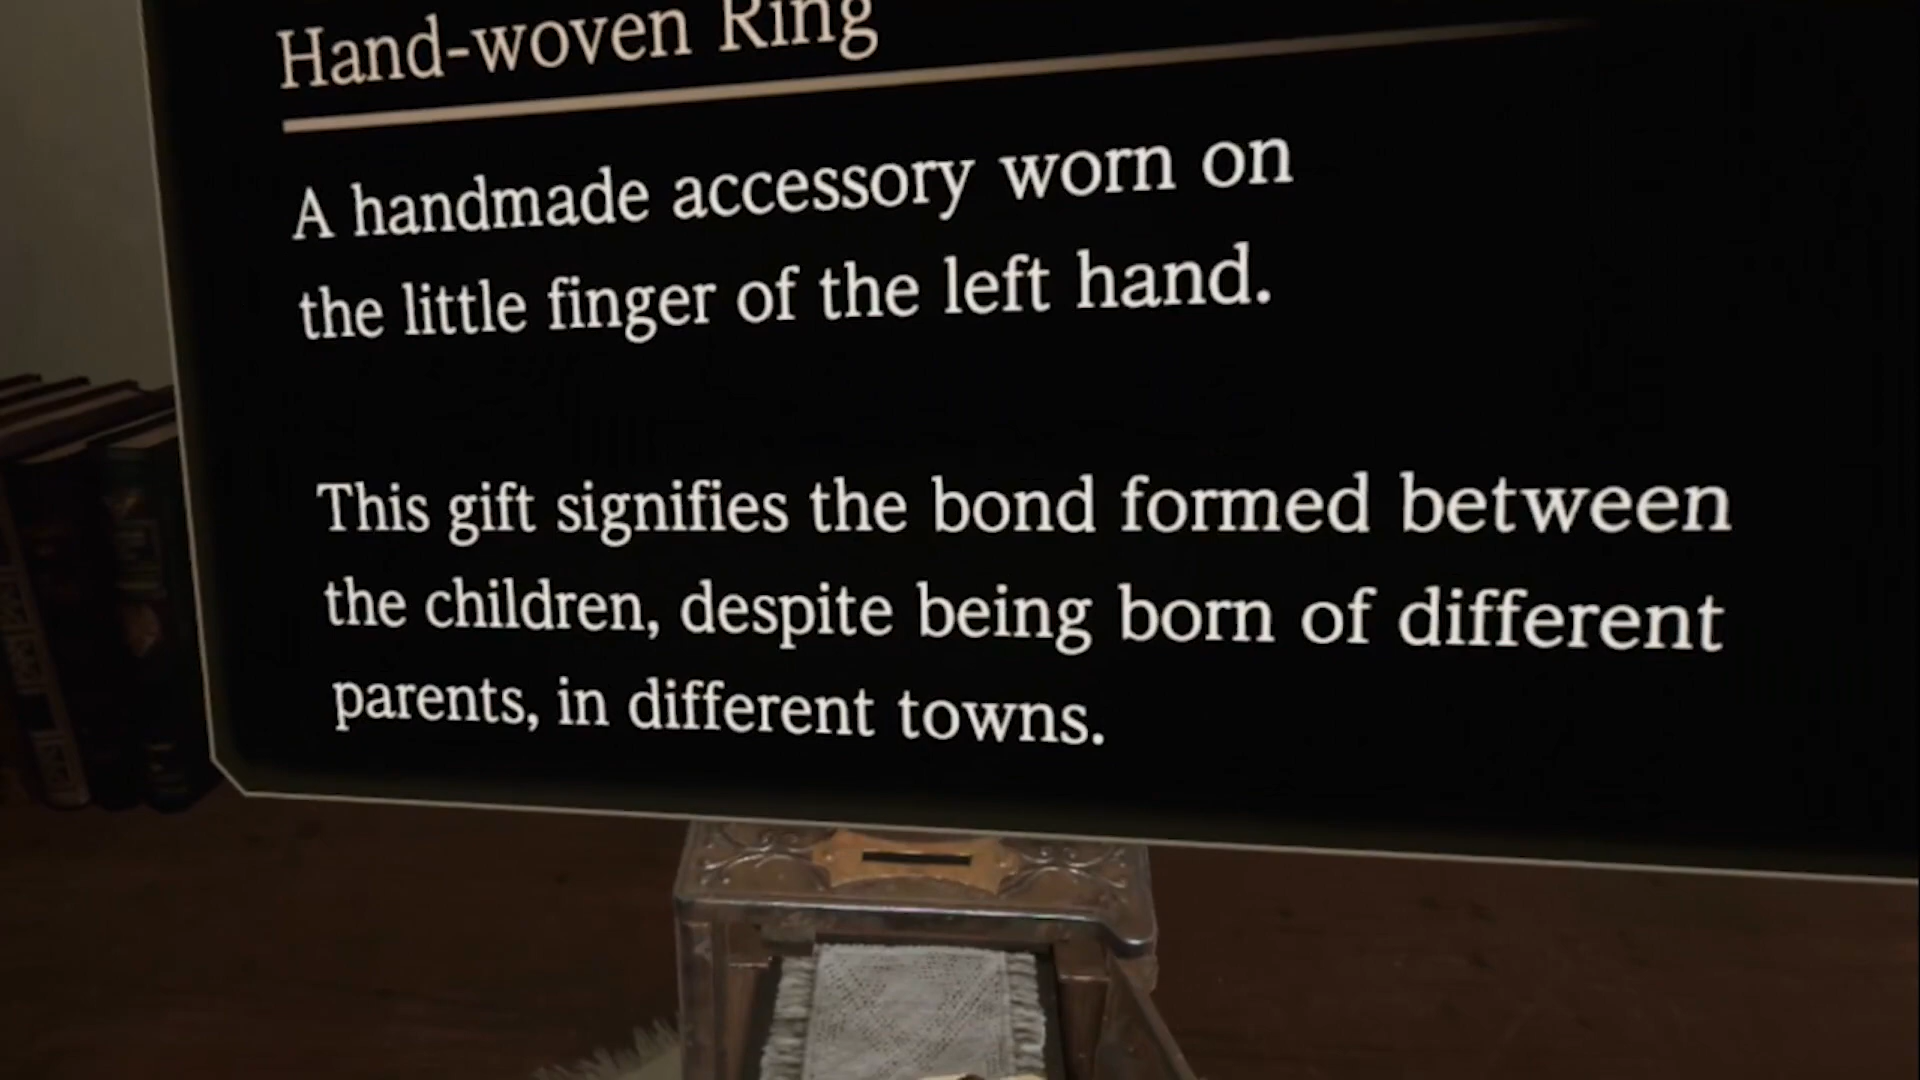 Hand-woven Ring
A handmade accessory worn on
the little finger of the left hand.
This gift signifies the bond formed between
the children, despite being born of different
parents, in different towns.